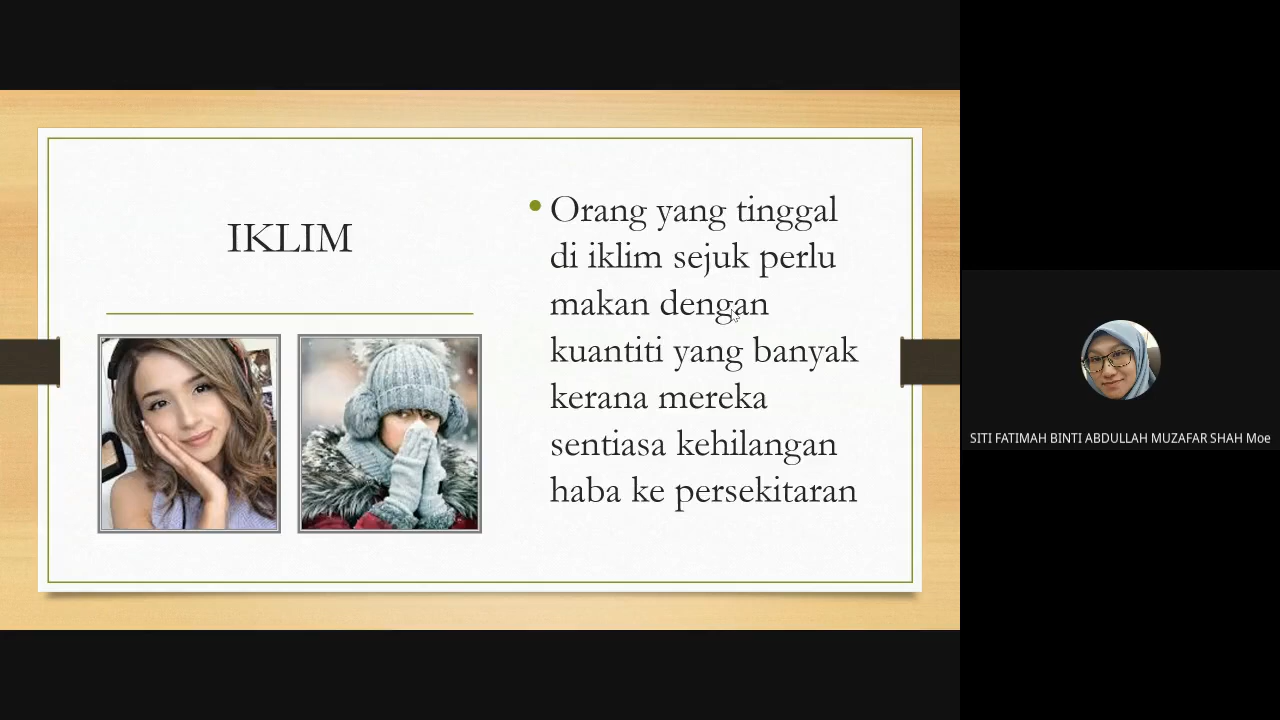 IKLIM
Orang yang tinggal
di iklim sejuk perlu
makan dengan
kuantiti yang banyak
kerana mereka
sentiasa kehilangan
haba ke persekitaran
SITI FATIMAH BINTI ABDULLAH MUZAFAR SHAH Moe